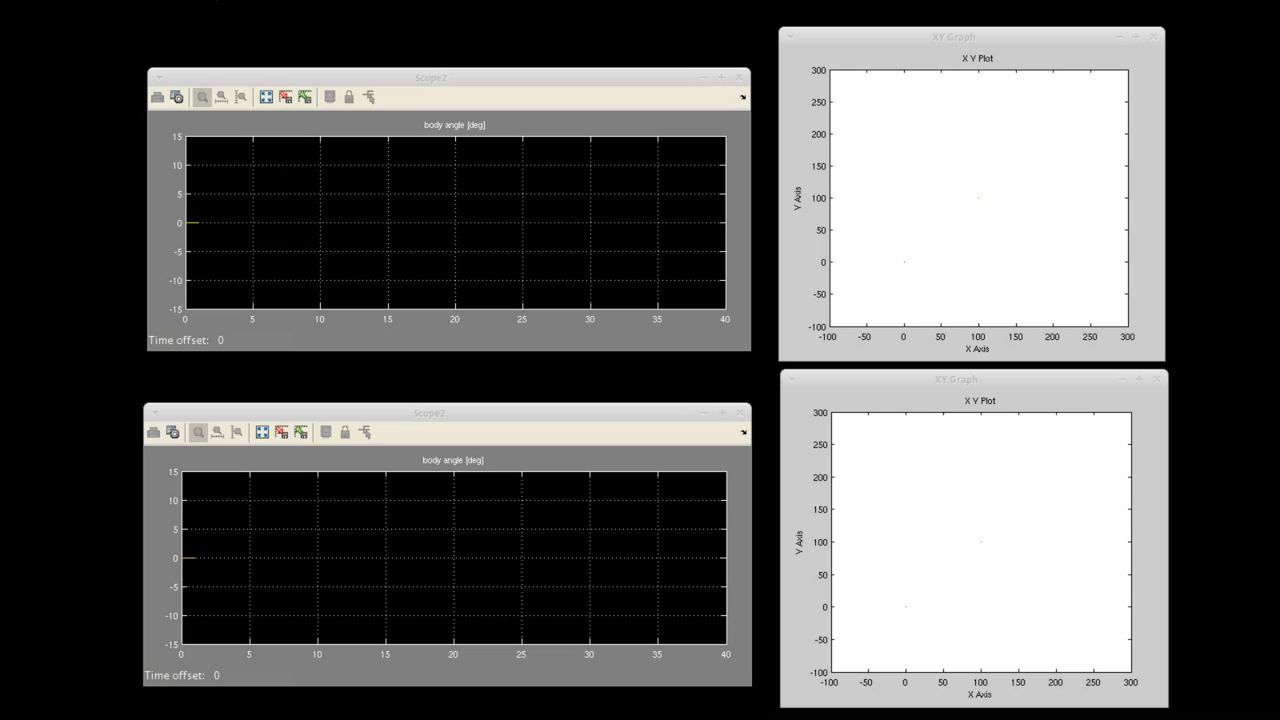 Scope2
body angle [deg]
15
10
5
0
-5
-10
-15
0 5 10 15 20 25 30 35 40
Time offset: 0
XY Graph
X Y Plot
300
250
200
150
100
50
0
-50
-100
Y Axis
-100 -50 0 50 100 150 200 250 300
X Axis
Scope2
body angle [deg]
15
10
5
0
-5
-10
-15
0 5 10 15 20 25 30 35 40
Time offset: 0
XY Graph
X Y Plot
300
250
200
150
100
50
0
-50
-100
Y Axis
-100 -50 0 50 100 150 200 250 300
X Axis